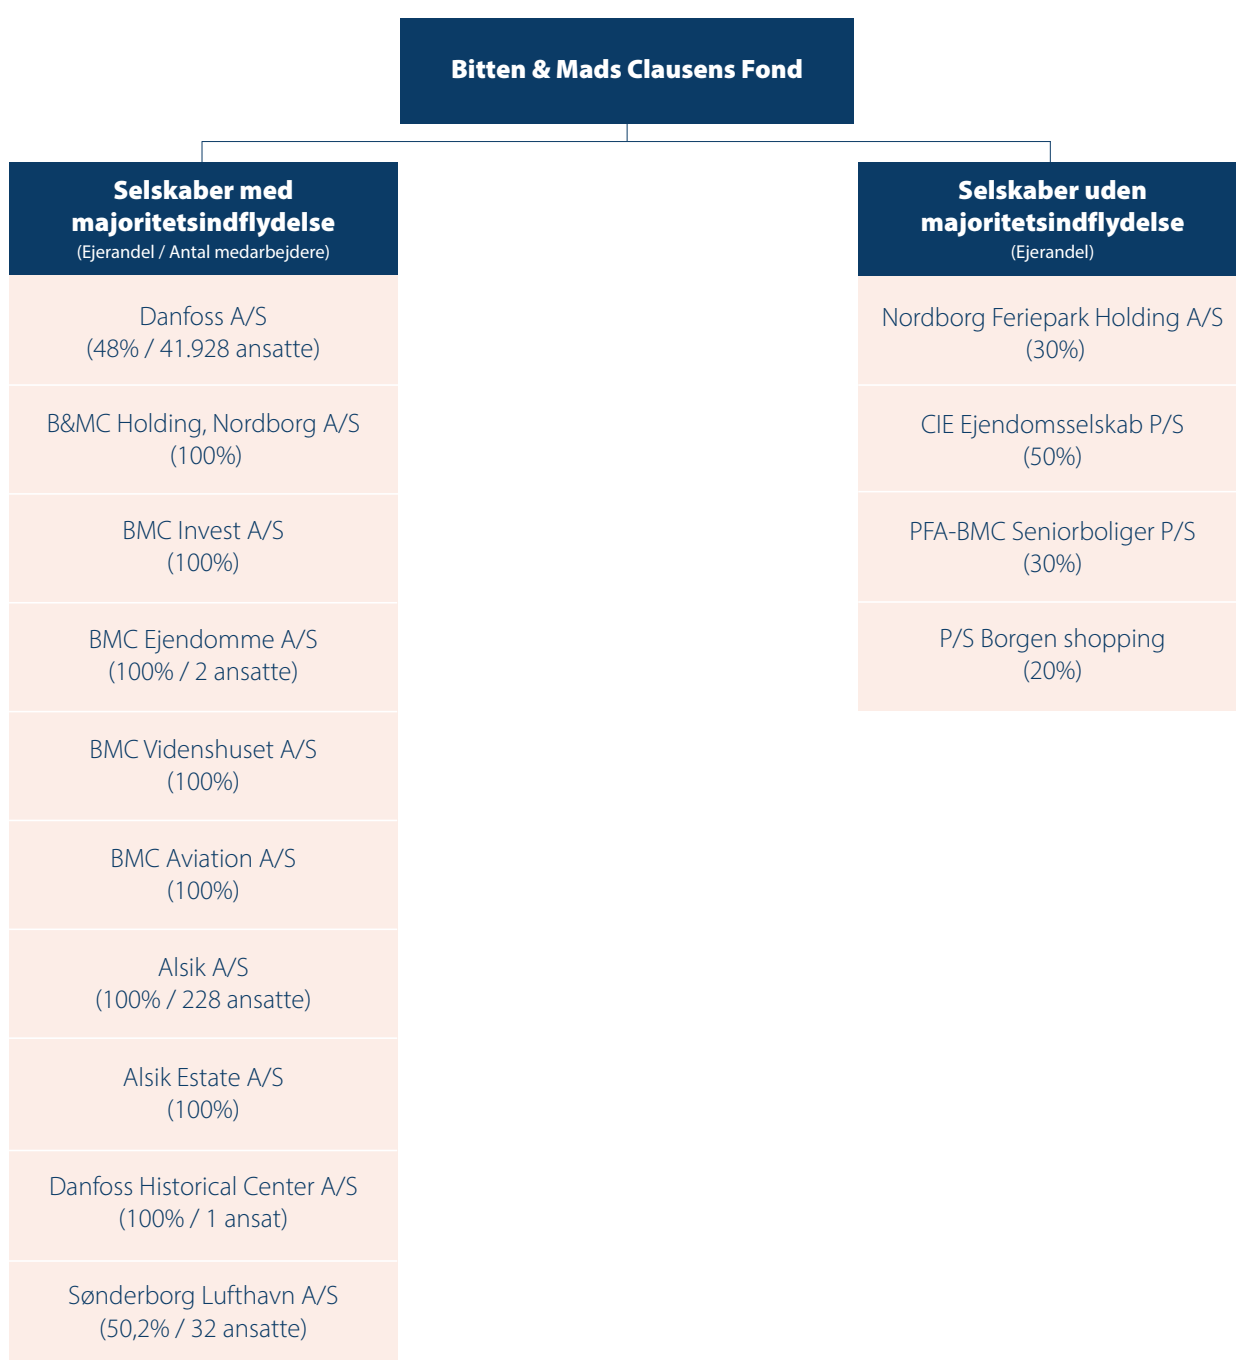 Bitten & Mads Clausens Fond
Selskaber med
majoritetsindflydelse
(Ejerandel / Antal medarbejdere)
Danfoss A/S
(48% / 41.928 ansatte)
B&MC Holding, Nordborg A/S
(100%)
BMC Invest A/S
(100%)
BMC Ejendomme A/S
(100% / 2 ansatte)
BMC Videnshuset A/S
(100%)
BMC Aviation A/S
(100%)
Alsik A/S
(100% / 228 ansatte)
Alsik Estate A/S
(100%)
Danfoss Historical Center A/S
(100% / 1 ansat)
Sønderborg Lufthavn A/S
(50,2% / 32 ansatte)
Selskaber uden
majoritetsindflydelse
(Ejerandel)
Nordborg Feriepark Holding A/S
(30%)
CIE Ejendomsselskab P/S
(50%)
PFA-BMC Seniorboliger P/S
(30%)
P/S Borgen shopping
(20%)